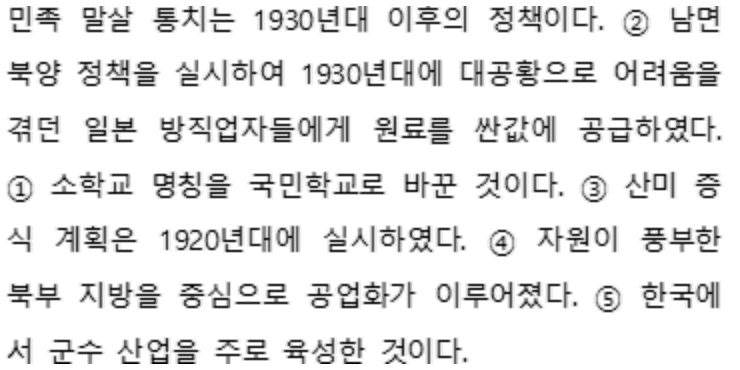 민족 말살 통치는 1930년대 이후의 정책이다. ② 남면
북양 정책을 실시하여 1930년대에 대공황으로 어려움을
겪던 일본 방직업자들에게 원료를 싼값에 공급하였다.
① 소학교 명칭을 국민학교로 바꾼 것이다. ③ 산미 증
식 계획은 1920년대에 실시하였다. ④ 자원이 풍부한
북부 지방을 중심으로 공업화가 이루어졌다. ⑤ 한국에
서 군수 산업을 주로 육성한 것이다.